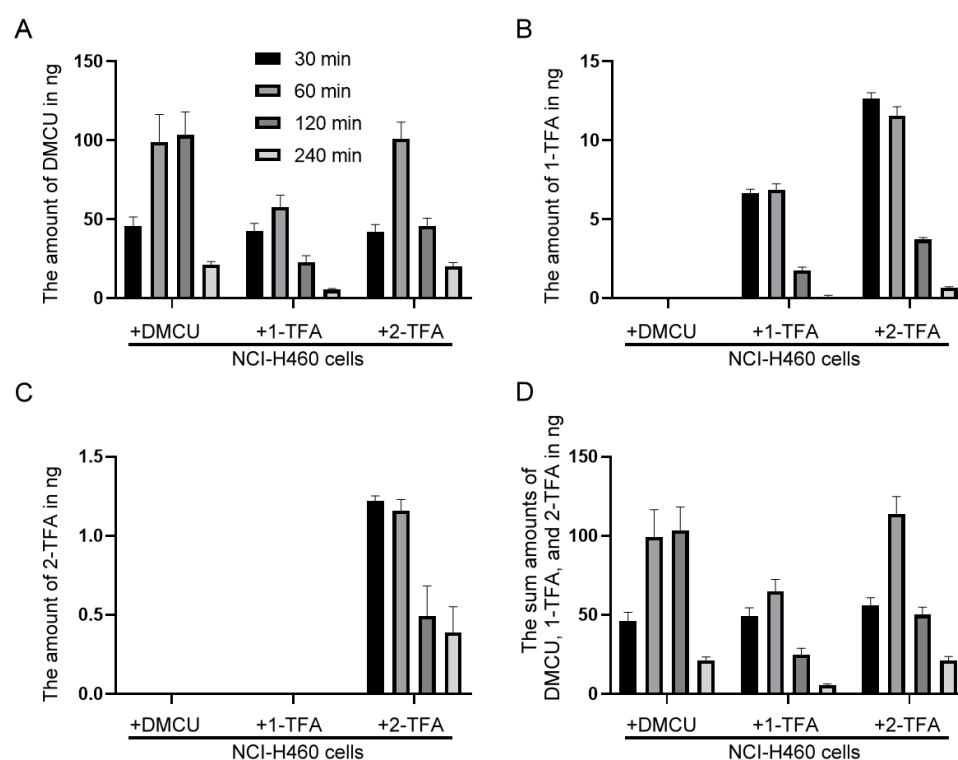 A
The amount of DMCU in ng
150
100
50
0
30 min
60 min
120 min
240 min
+DMCU +1-TFA +2-TFA
NCI-H460 cells
B
The amount of 1-TFA in ng
15
10
5
0
+DMCU +1-TFA +2-TFA
NCI-H460 cells
C
The amount of 2-TFA in ng
1.5
1.0
0.5
0.0
+DMCU +1-TFA +2-TFA
NCI-H460 cells
D
The sum amounts of
DMCU, 1-TFA, and 2-TFA in ng
150
100
50
0
+DMCU +1-TFA +2-TFA
NCI-H460 cells